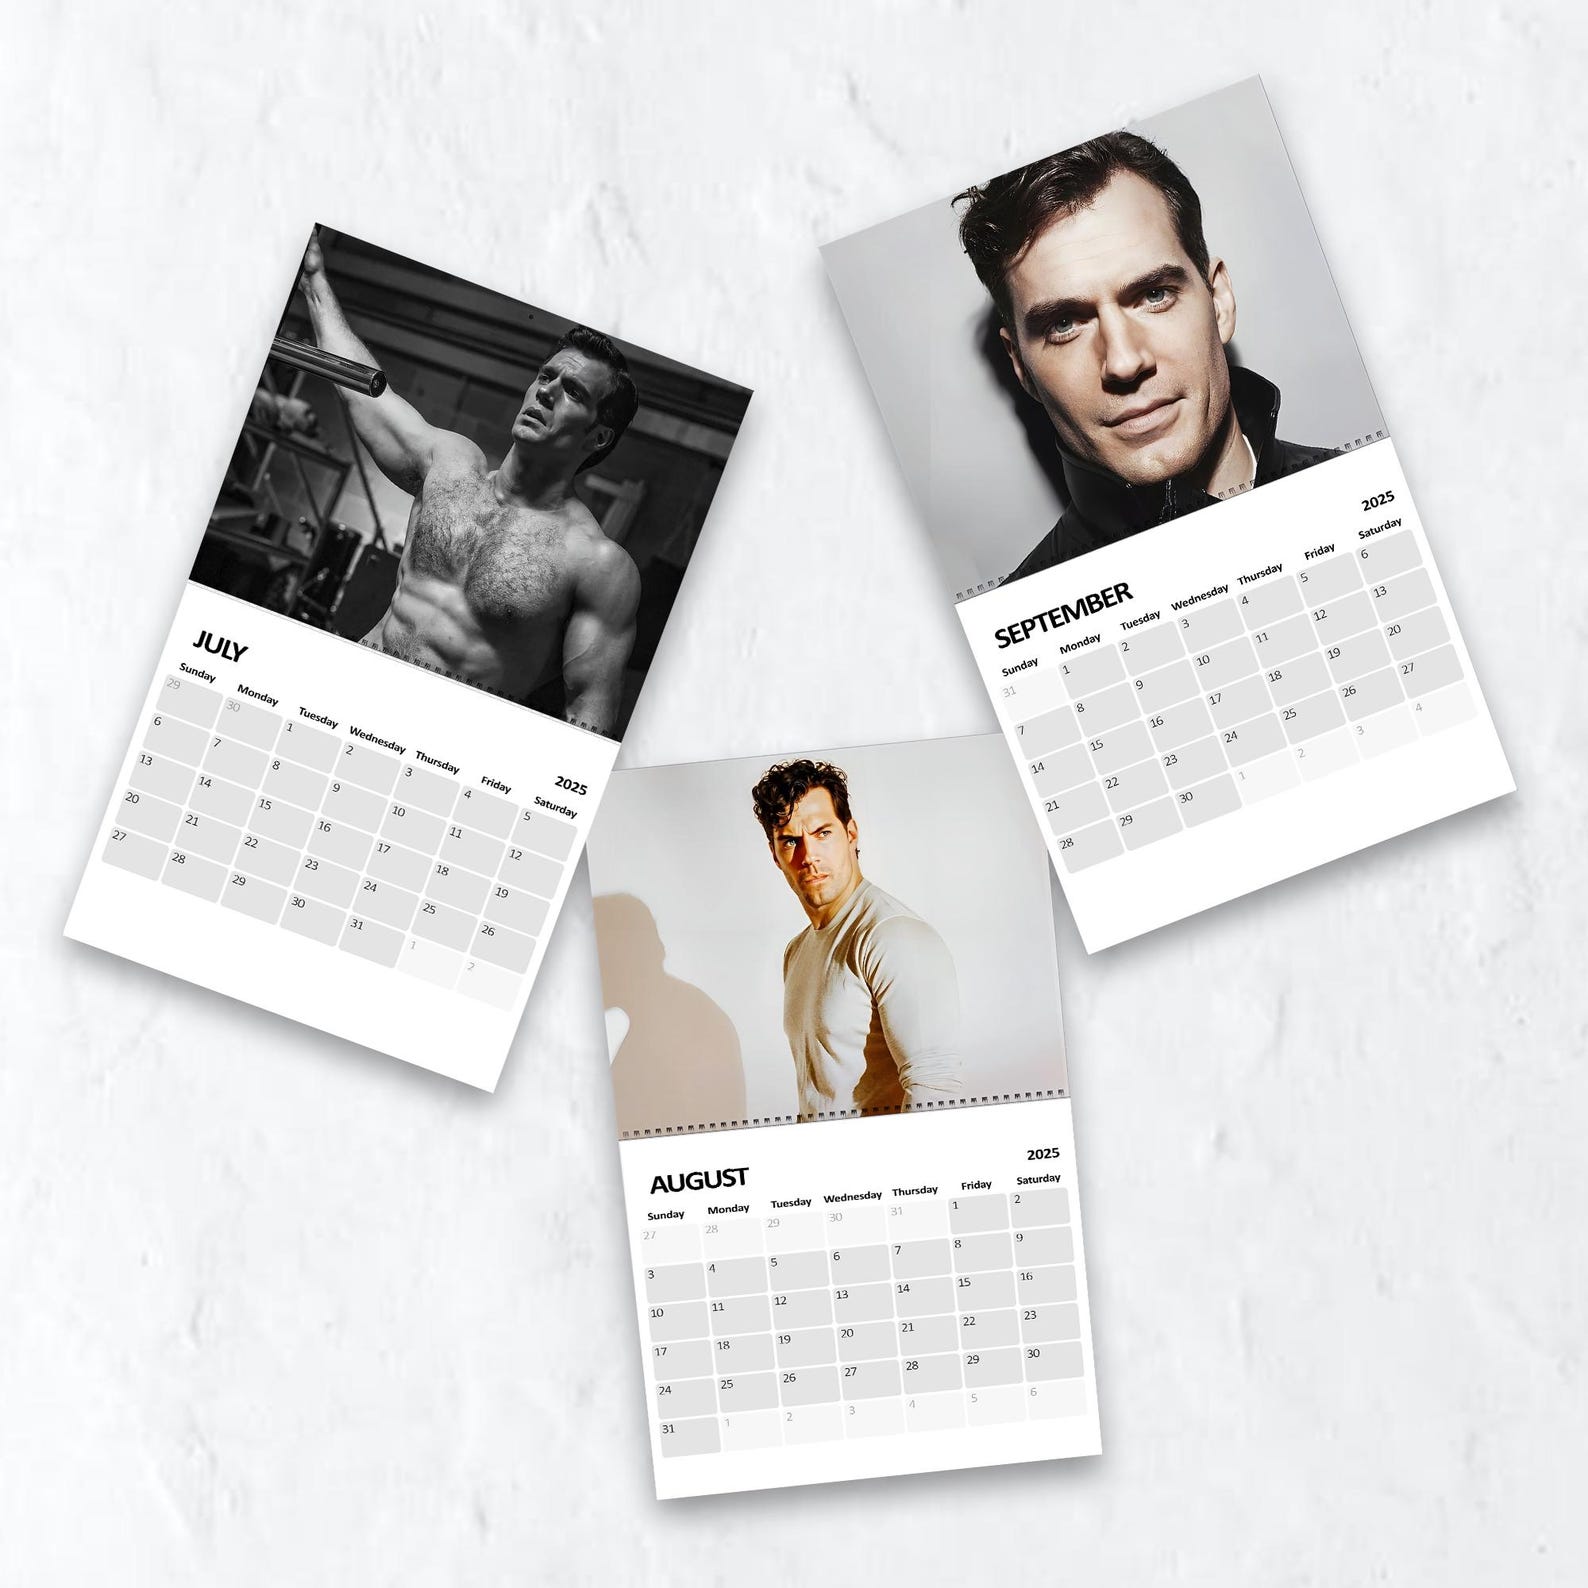 JULY
2025
Sunday Monday Tuesday Wednesday Thursday Friday Saturday
29 30 1 2 3 4 5
6 7 8 9 10 11 12
13 14 15 16 17 18 19
20 21 22 23 24 25 26
27 28 29 30 31 1 2
SEPTEMBER
2025
Sunday Monday Tuesday Wednesday Thursday Friday Saturday
31 1 2 3 4 5 6
7 8 9 10 11 12 13
14 15 16 17 18 19 20
21 22 23 24 25 26 27
28 29 30 1 2 3 4
AUGUST
2025
Sunday Monday Tuesday Wednesday Thursday Friday Saturday
27 28 29 30 31 1 2
3 4 5 6 7 8 9
10 11 12 13 14 15 16
17 18 19 20 21 22 23
24 25 26 27 28 29 30
31 1 2 3 4 5 6